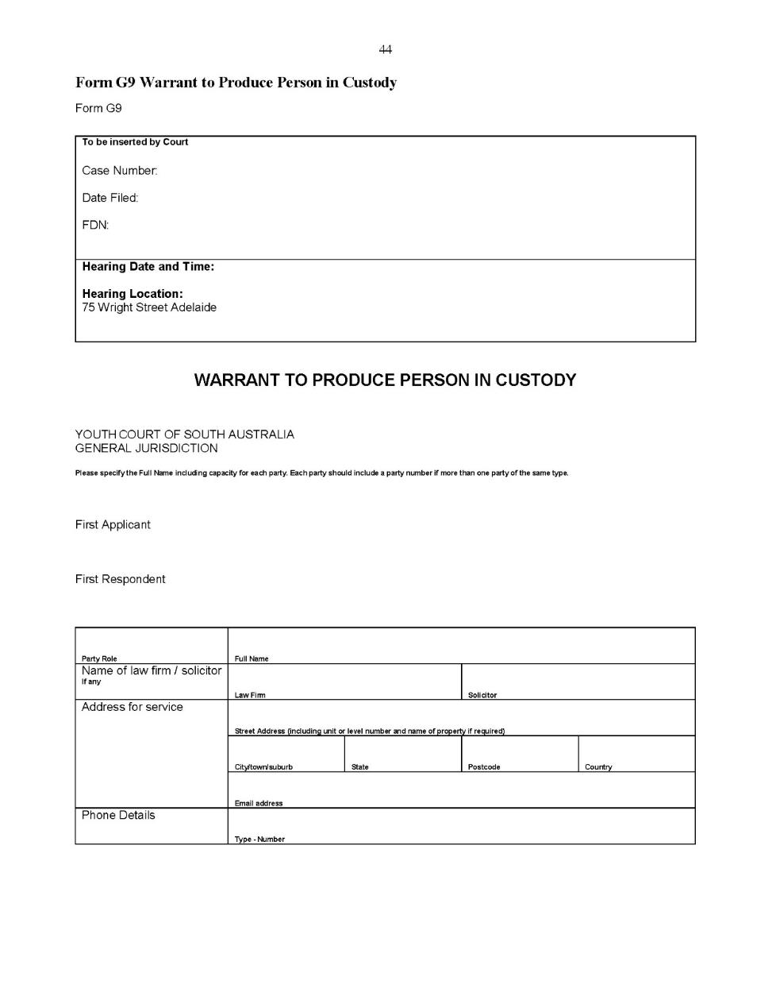 44
Form G9 Warrant to Produce Person in Custody
Form G9
To be inserted by Court
Case Number:
Date Filed:
FDN:
Hearing Date and Time:
Hearing Location:
75 Wright Street Adelaide
WARRANT TO PRODUCE PERSON IN CUSTODY
YOUTH COURT OF SOUTH AUSTRALIA
GENERAL JURISDICTION
Please specify the Full Name including capacity for each party. Each party should include a party number if more than one party of the same type.
First Applicant
First Respondent
Party Role
Full Name
Name of law firm / solicitor
If any
Law Firm
Solicitor
Address for service
Street Address (including unit or level number and name of property if required)
City/town/suburb
State
Postcode
Country
Email address
Phone Details
Type - Number